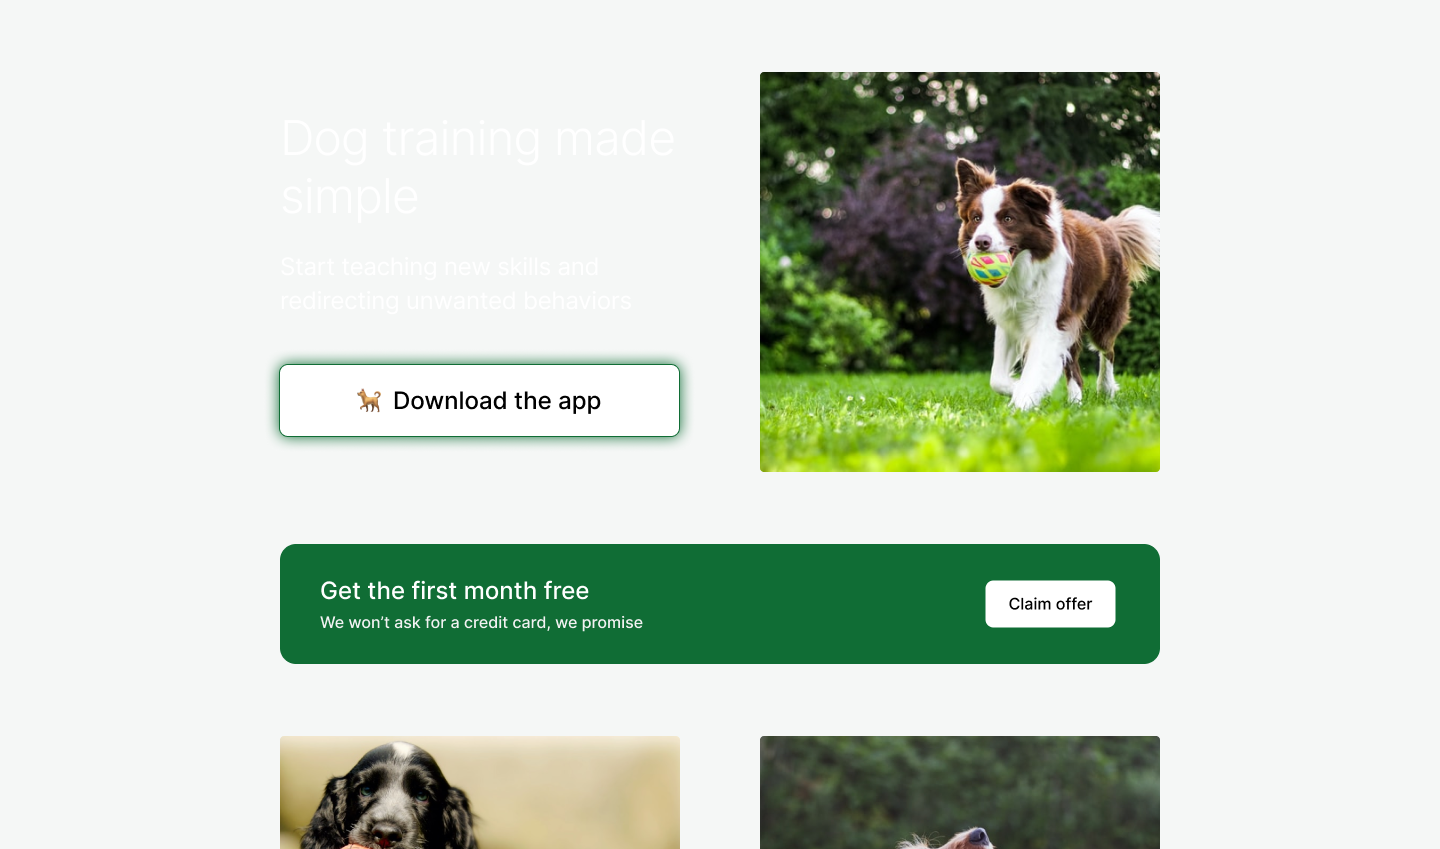 Dog training made
simple
Start teaching new skills and
redirecting unwanted behaviors
🐕 Download the app
Get the first month free
We won’t ask for a credit card, we promise
Claim offer